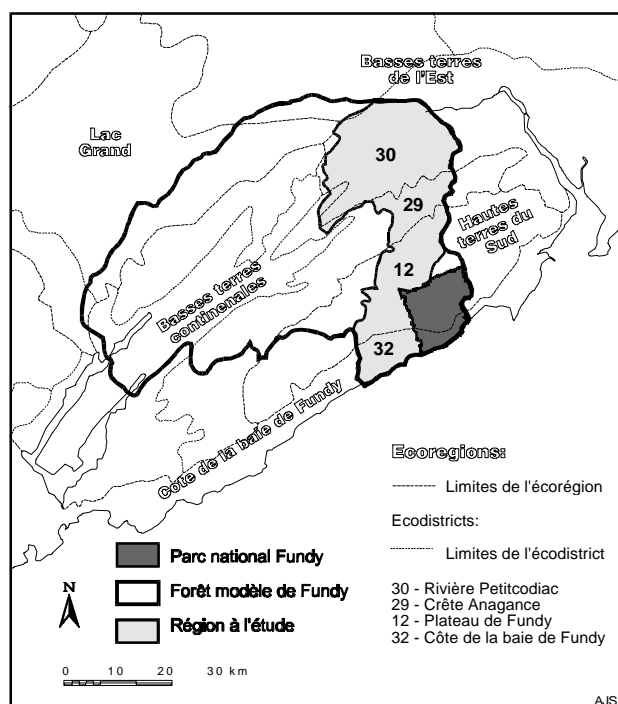 Basses terres
de l'Est
Lac
Grand
30
29
Hautes
terres du
Sud
12
Basses terres
continenales
32
Côte de la baie de Fundy
Ecoregions:
Limites de l'écorégion
Ecodistricts:
Limites de l'écodistrict
30 - Rivière Petitcodiac
29 - Crête Anagance
12 - Plateau de Fundy
32 - Côte de la baie de Fundy
Parc national Fundy
Forêt modèle de Fundy
Région à l'étude
N
0 10 20 30 km
AJS